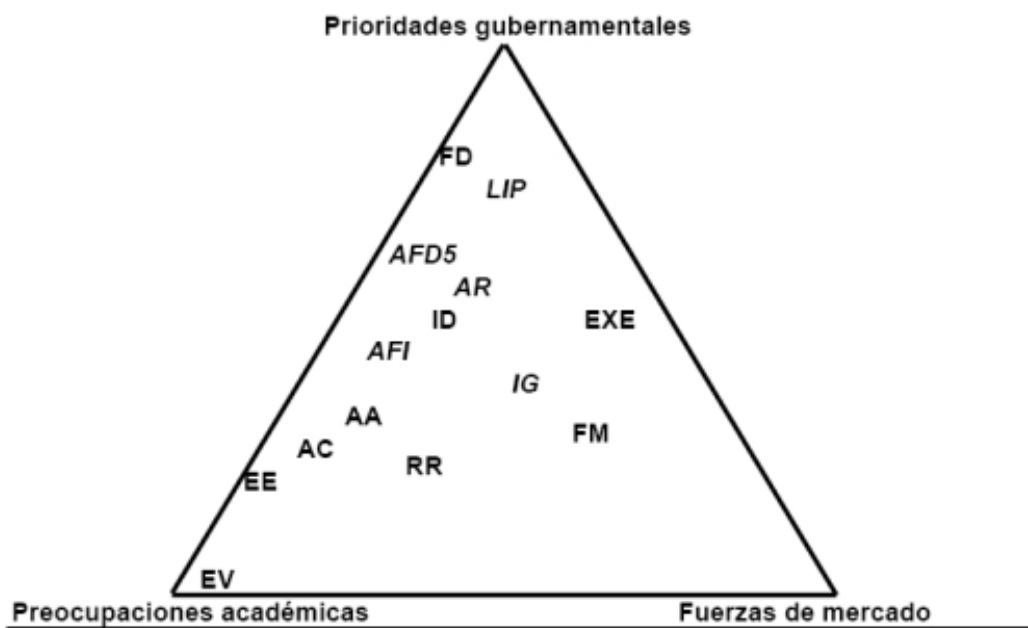 Prioridades gubernamentales
FD
LIP
AFD5
AR
ID EXE
AFI
IG
AA
FM
AC
RR
EE
EV
Preocupaciones académicas Fuerzas de mercado